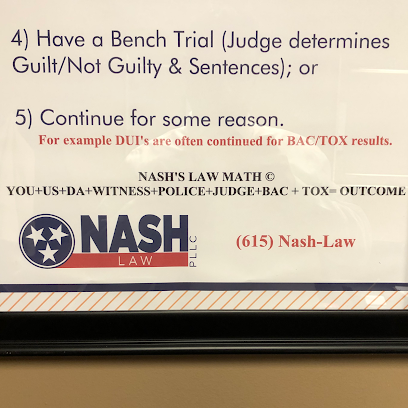 4) Have a Bench Trial (Judge determines
Guilt/Not Guilty & Sentences); or
5) Continue for some reason.
For example DUI's are often continued for BAC/TOX results.
NASH'S LAW MATH ©
YOU+US+DA+WITNESS+POLICE+JUDGE+BAC + TOX= OUTCOME
NASH
LAW
PLLC
(615) Nash-Law